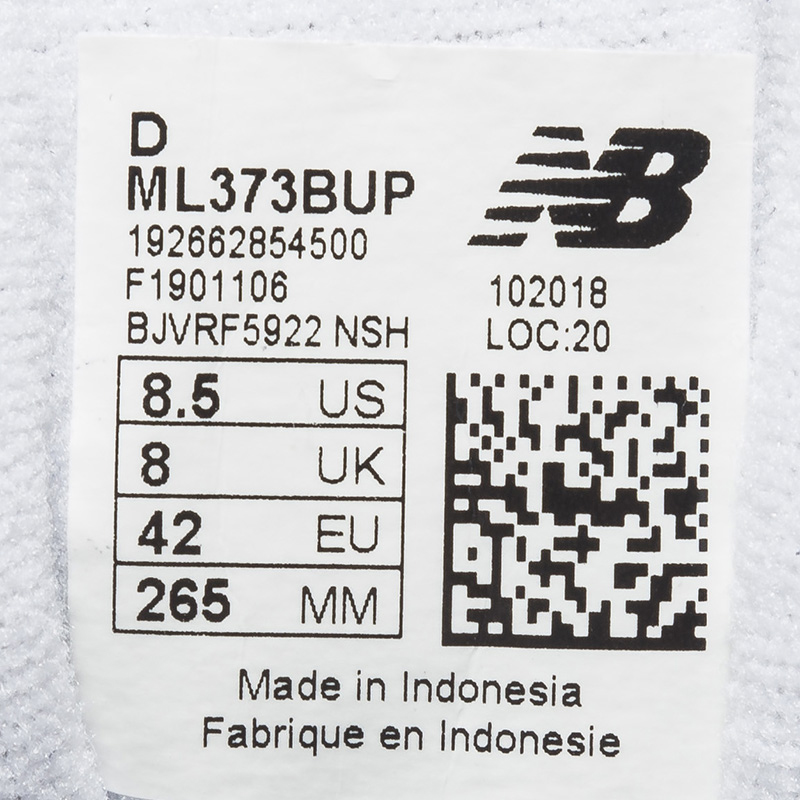 D
ML373BUP
192662854500
F1901106
BJVRF5922 NSH
NB
102018
LOC:20
8.5 US
8 UK
42 EU
265 MM
Made in Indonesia
Fabrique en Indonesie